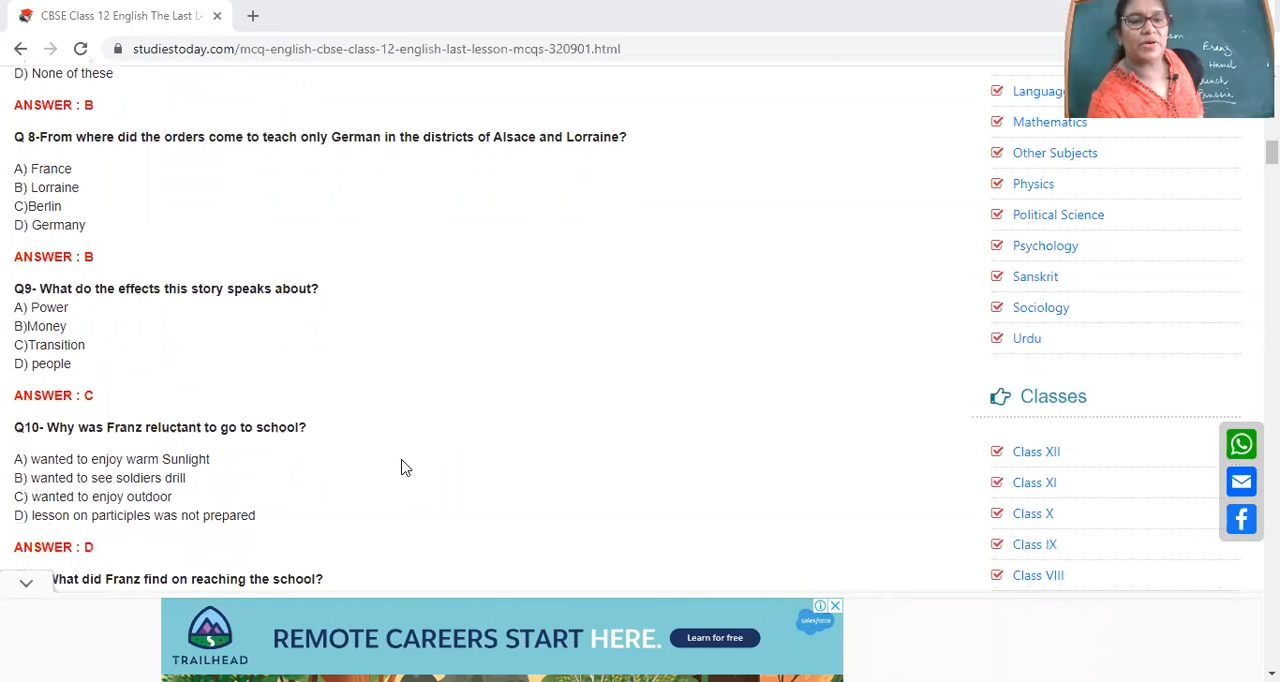 CBSE Class 12 English The Last L
studiestoday.com/mcq-english-cbse-class-12-english-last-lesson-mcqs-320901.html
D) None of these
ANSWER : B
Q 8-From where did the orders come to teach only German in the districts of Alsace and Lorraine?
A) France
B) Lorraine
C)Berlin
D) Germany
ANSWER : B
Q9- What do the effects this story speaks about?
A) Power
B)Money
C)Transition
D) people
ANSWER : C
Q10- Why was Franz reluctant to go to school?
A) wanted to enjoy warm Sunlight
B) wanted to see soldiers drill
C) wanted to enjoy outdoor
D) lesson on participles was not prepared
ANSWER : D
What did Franz find on reaching the school?
Franz
Hamel
Languag
Mathematics
Other Subjects
Physics
Political Science
Psychology
Sanskrit
Sociology
Urdu
Classes
Class XII
Class XI
Class X
Class IX
Class VIII
TRAILHEAD
REMOTE CAREERS START HERE.
Learn for free
salesforce